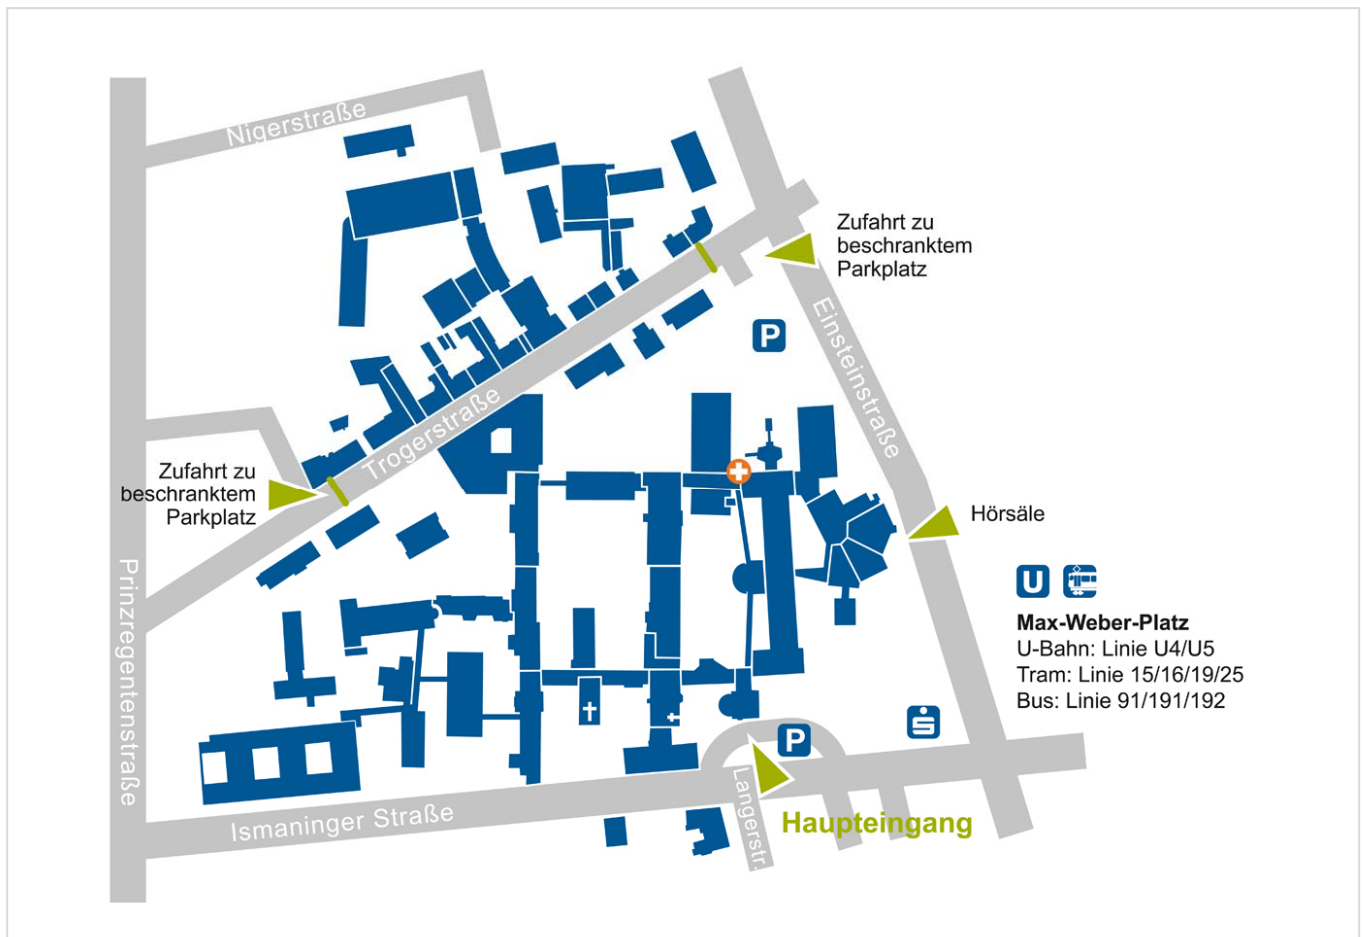 Nigerstraße
Zufahrt zu
beschranktem
Parkplatz
P
Einsteinstraße
Trogerstraße
Zufahrt zu
beschranktem
Parkplatz
Hörsäle
Prinzregentenstraße
U
Max-Weber-Platz
U-Bahn: Linie U4/U5
Tram: Linie 15/16/19/25
Bus: Linie 91/191/192
P
Langerstr.
Ismaninger Straße
Haupteingang